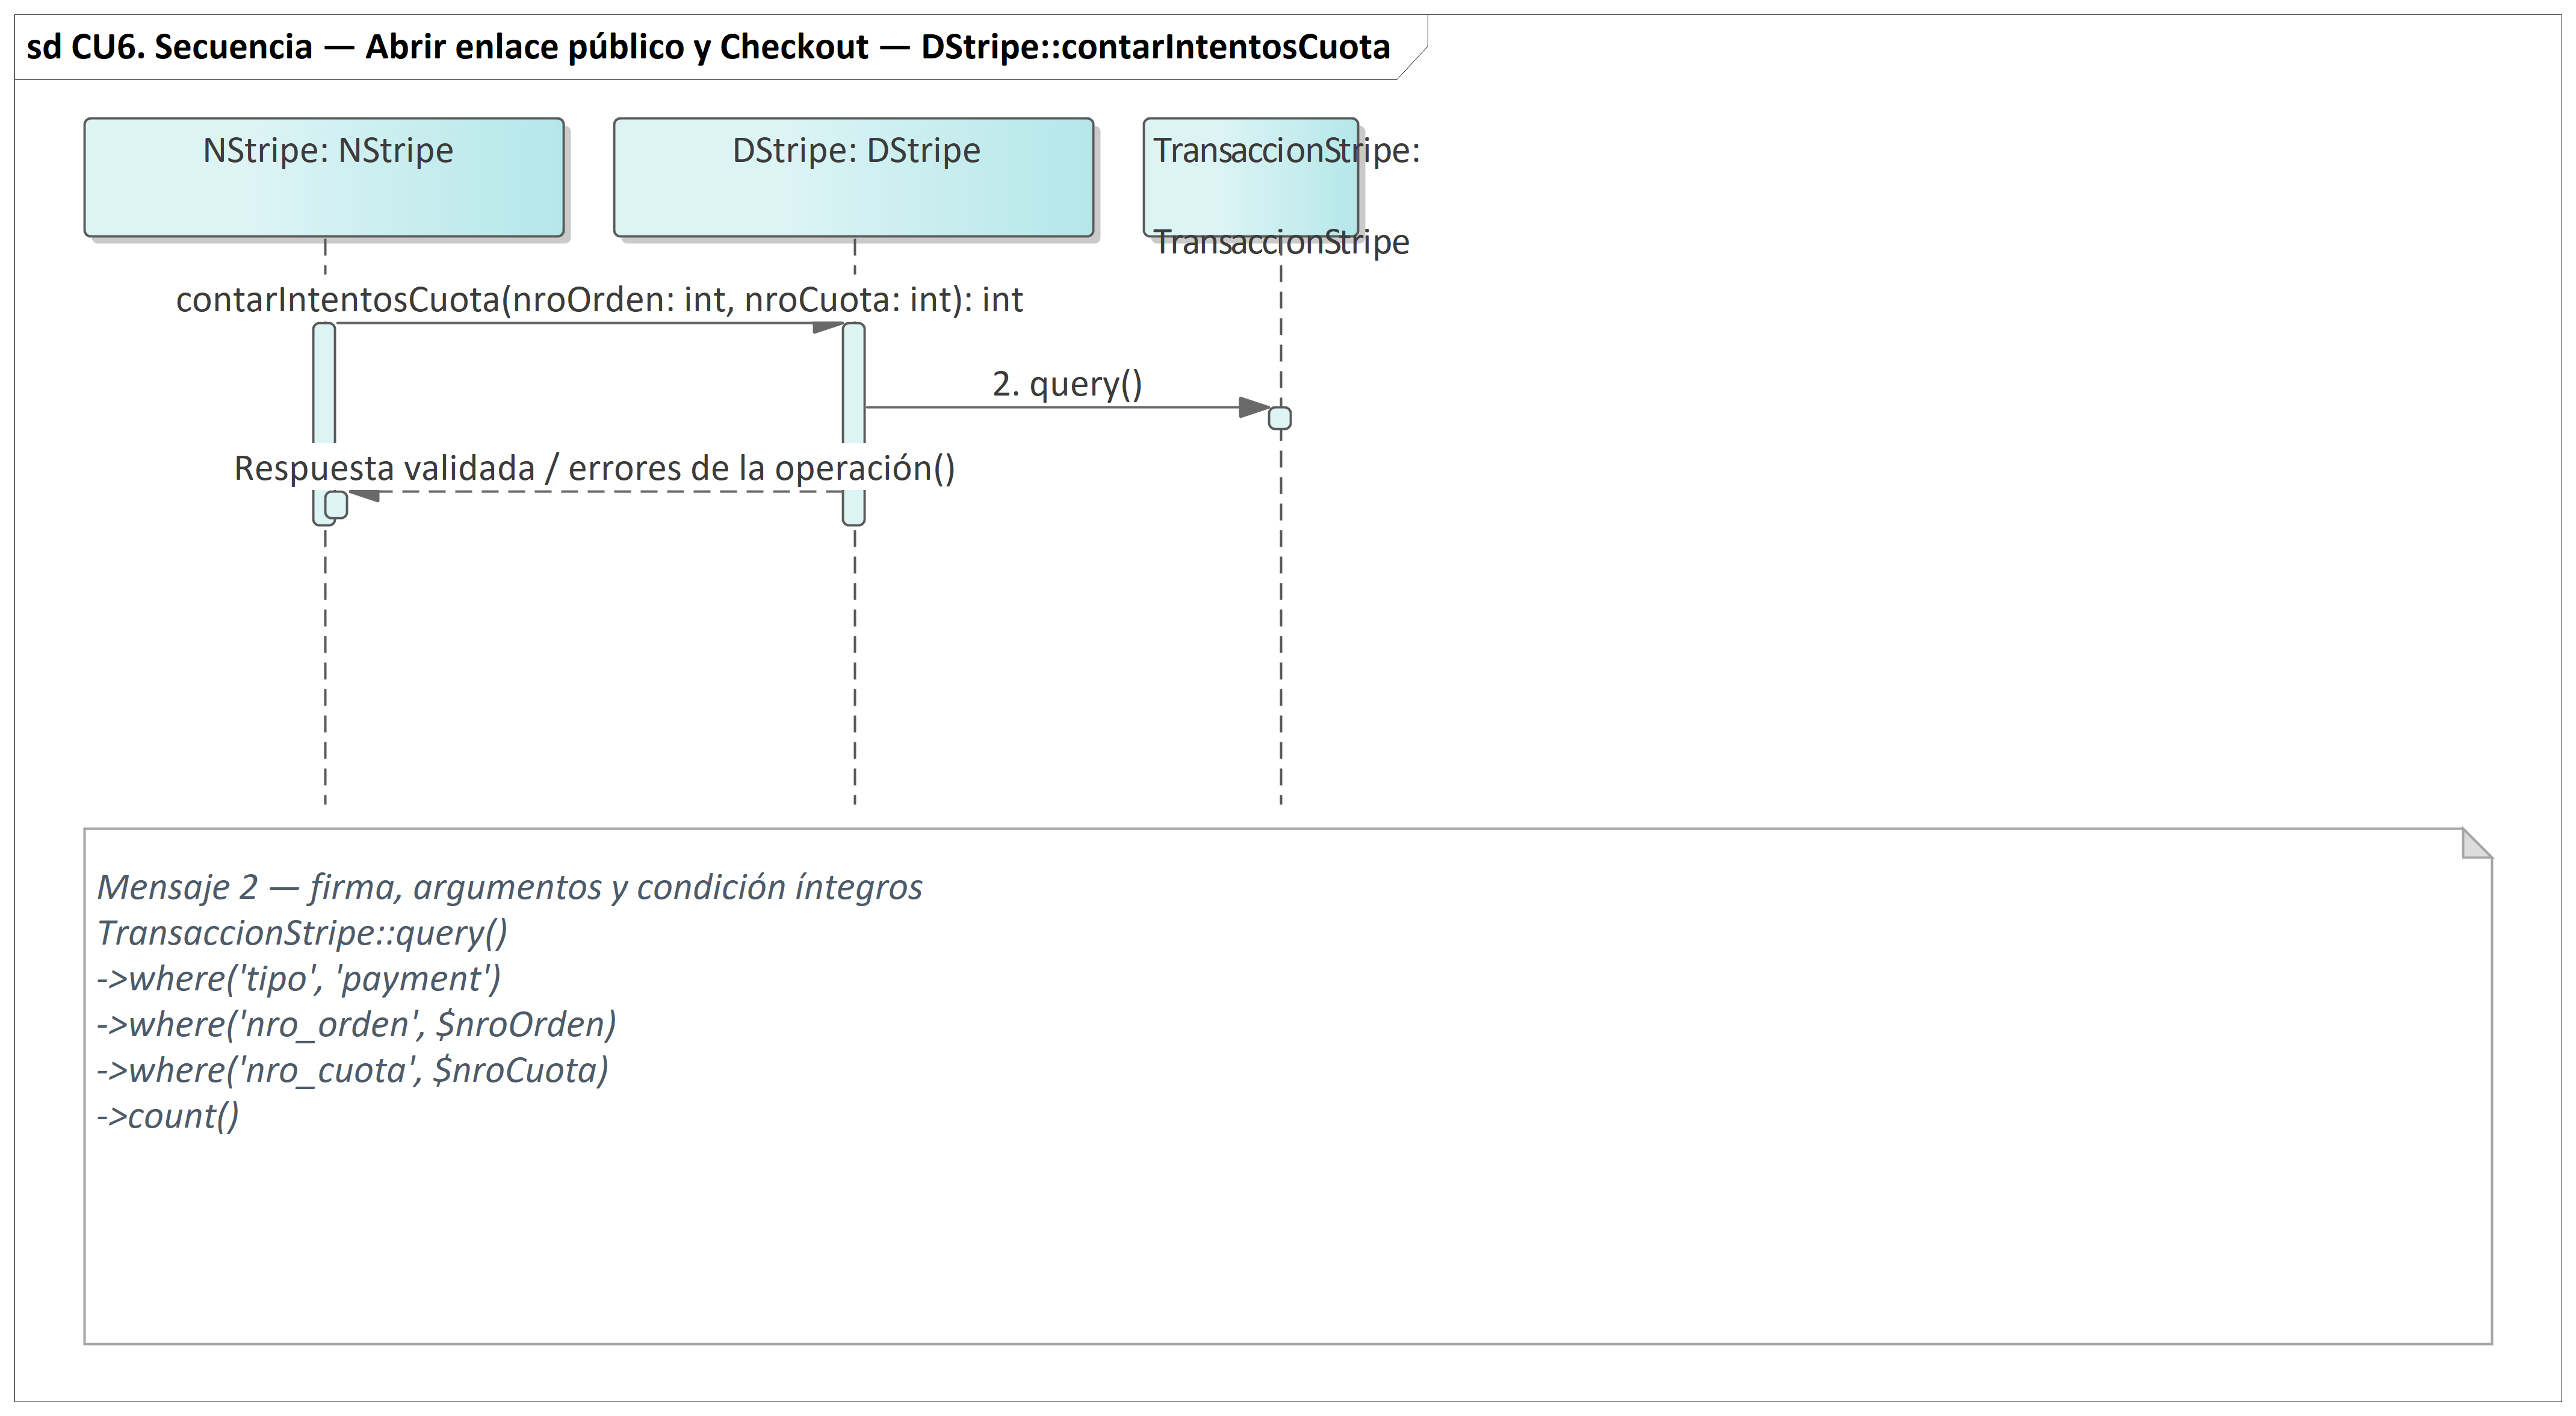 sd CU6. Secuencia — Abrir enlace público y Checkout — DStripe::contarIntentosCuota
NStripe: NStripe
DStripe: DStripe
TransaccionStripe:
TransaccionStripe
contarIntentosCuota(nroOrden: int, nroCuota: int): int
2. query()
Respuesta validada / errores de la operación()
Mensaje 2 — firma, argumentos y condición íntegros
TransaccionStripe::query()
->where('tipo', 'payment')
->where('nro_orden', $nroOrden)
->where('nro_cuota', $nroCuota)
->count()